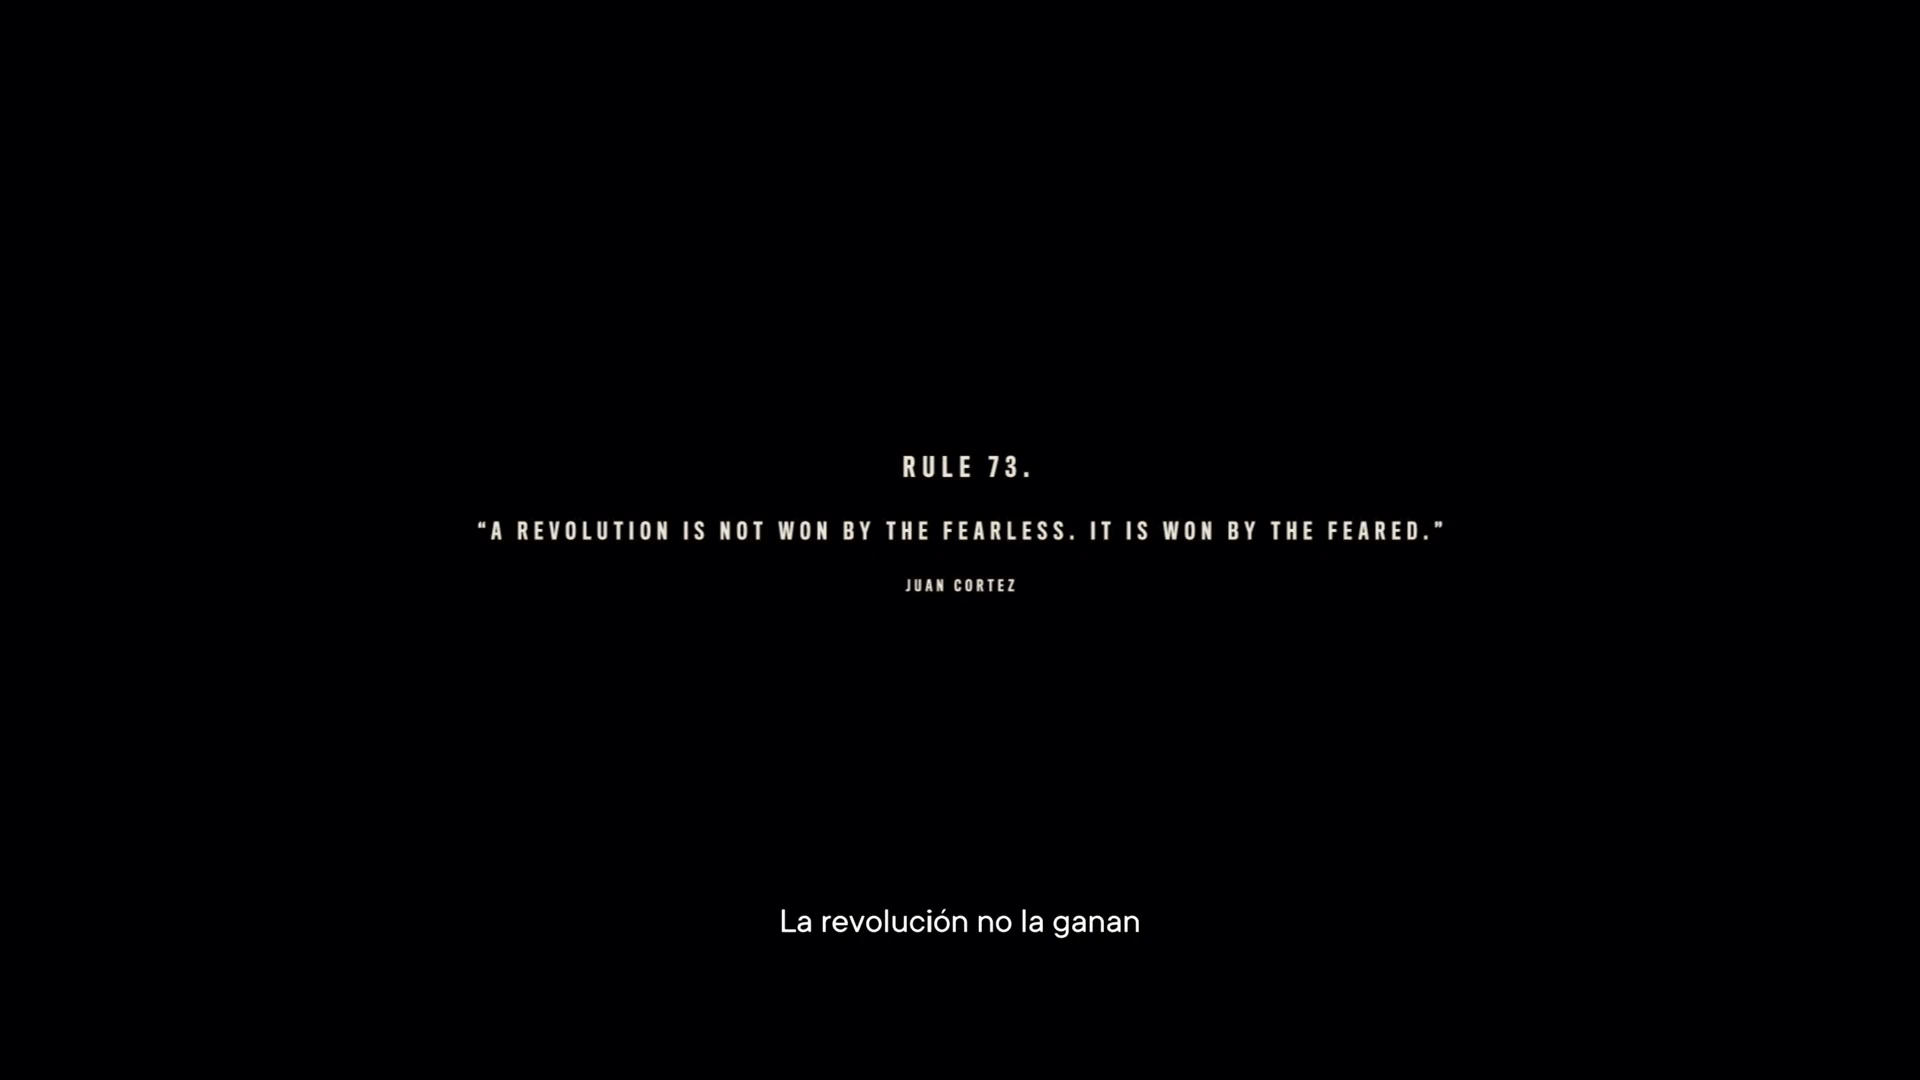 RULE 73.
“A REVOLUTION IS NOT WON BY THE FEARLESS. IT IS WON BY THE FEARED.”
JUAN CORTEZ
La revolución no la ganan